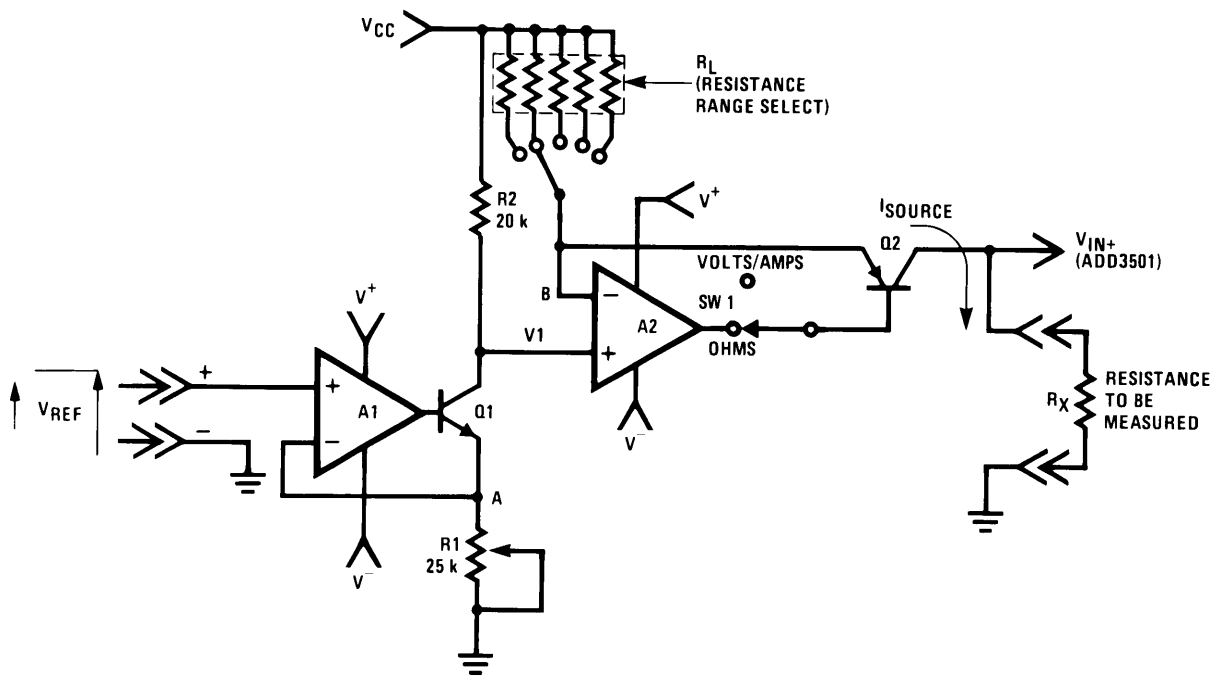 VCC
RL
(RESISTANCE
RANGE SELECT)
R2
20 k
V+
ISOURCE
Q2
VIN+
(ADD3501)
VOLTS/AMPS
SW 1
OHMS
B
−
A2
+
V1
V−
V+
+
VREF
−
+
A1
−
Q1
A
V−
R1
25 k
RX
RESISTANCE
TO BE
MEASURED